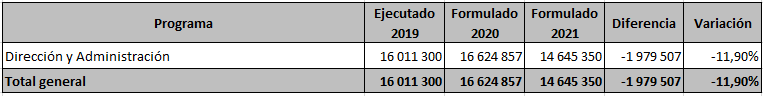 Programa Ejecutado 2019 Formulado 2020 Formulado 2021 Diferencia Variación
Dirección y Administración 16 011 300 16 624 857 14 645 350 -1 979 507 -11,90%
Total general 16 011 300 16 624 857 14 645 350 -1 979 507 -11,90%